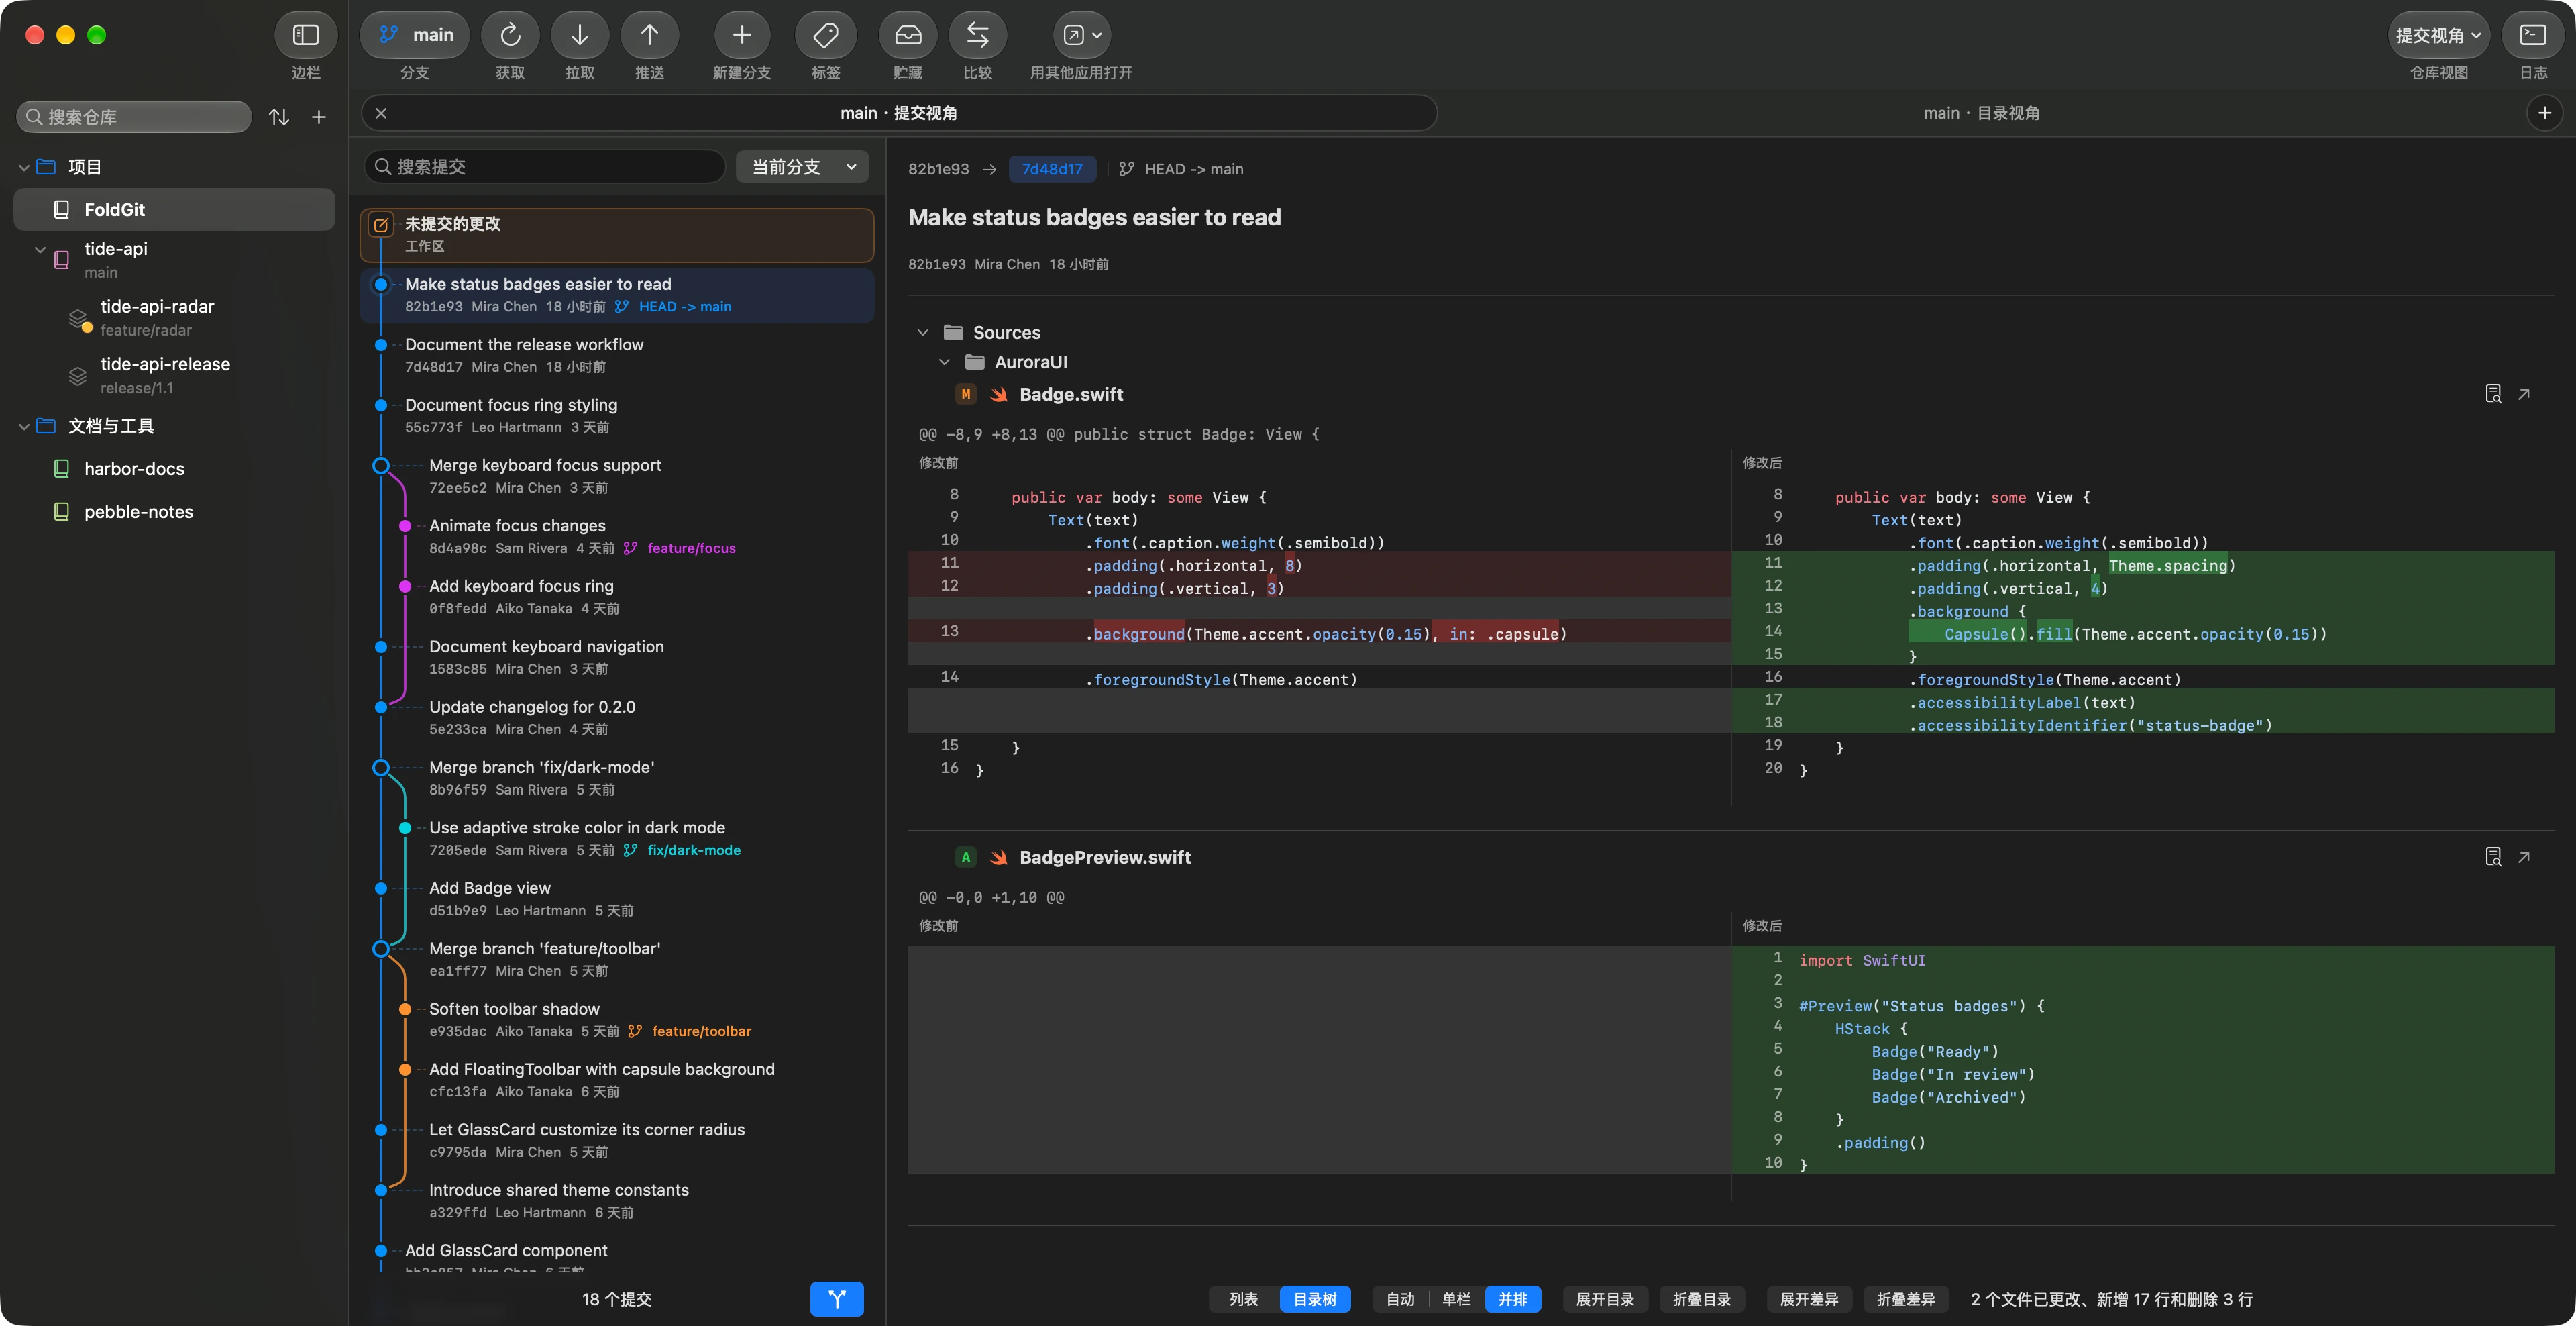 main
边栏
分支
获取
拉取
推送
新建分支
标签
贮藏
比较
用其他应用打开
提交视角
仓库视图
日志
搜索仓库
项目
FoldGit
tide-api
main
tide-api-radar
feature/radar
tide-api-release
release/1.1
文档与工具
harbor-docs
pebble-notes
main · 提交视角
main · 目录视角
搜索提交
当前分支
未提交的更改
工作区
Make status badges easier to read
82b1e93 Mira Chen 18 小时前 HEAD -> main
Document the release workflow
7d48d17 Mira Chen 18 小时前
Document focus ring styling
55c773f Leo Hartmann 3 天前
Merge keyboard focus support
72ee5c2 Mira Chen 3 天前
Animate focus changes
8d4a98c Sam Rivera 4 天前 feature/focus
Add keyboard focus ring
0f8fedd Aiko Tanaka 4 天前
Document keyboard navigation
1583c85 Mira Chen 3 天前
Update changelog for 0.2.0
5e233ca Mira Chen 4 天前
Merge branch 'fix/dark-mode'
8b96f59 Sam Rivera 5 天前
Use adaptive stroke color in dark mode
7205ede Sam Rivera 5 天前 fix/dark-mode
Add Badge view
d51b9e9 Leo Hartmann 5 天前
Merge branch 'feature/toolbar'
ea1ff77 Mira Chen 5 天前
Soften toolbar shadow
e935dac Aiko Tanaka 5 天前 feature/toolbar
Add FloatingToolbar with capsule background
cfc13fa Aiko Tanaka 6 天前
Let GlassCard customize its corner radius
c9795da Mira Chen 5 天前
Introduce shared theme constants
a329ffd Leo Hartmann 6 天前
Add GlassCard component
18 个提交
82b1e93 → 7d48d17 HEAD -> main
Make status badges easier to read
82b1e93 Mira Chen 18 小时前
Sources
AuroraUI
M Badge.swift
@@ -8,9 +8,13 @@ public struct Badge: View {
修改前
8 public var body: some View {
9 Text(text)
10 .font(.caption.weight(.semibold))
11 .padding(.horizontal, 8)
12 .padding(.vertical, 3)
13 .background(Theme.accent.opacity(0.15), in: .capsule)
14 .foregroundStyle(Theme.accent)
15 }
16 }
修改后
8 public var body: some View {
9 Text(text)
10 .font(.caption.weight(.semibold))
11 .padding(.horizontal, Theme.spacing)
12 .padding(.vertical, 4)
13 .background {
14 Capsule().fill(Theme.accent.opacity(0.15))
15 }
16 .foregroundStyle(Theme.accent)
17 .accessibilityLabel(text)
18 .accessibilityIdentifier("status-badge")
19 }
20 }
A BadgePreview.swift
@@ -0,0 +1,10 @@
修改前
修改后
1 import SwiftUI
2
3 #Preview("Status badges") {
4 HStack {
5 Badge("Ready")
6 Badge("In review")
7 Badge("Archived")
8 }
9 .padding()
10 }
列表 目录树 自动 单栏 并排 展开目录 折叠目录 展开差异 折叠差异 2 个文件已更改、新增 17 行和删除 3 行